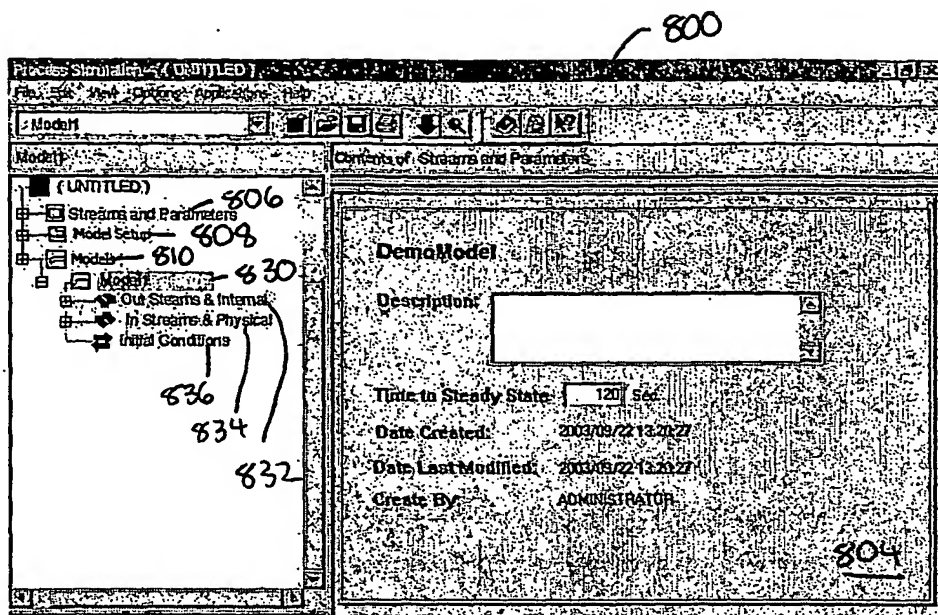 800
Process Simulation - ( UNTITLED )
File Edit View Options Applications Help
: Model1
Model1
Contents of Streams and Parameters
( UNTITLED )
Streams and Parameters 806
Model Setup 808
Models 810
Model1 830
Out Streams & Internal
In Streams & Physical
Initial Conditions
836
834
832
DemoModel
Description:
Time to Steady State 120 Sec
Date Created: 2003/09/22 13:20:27
Date Last Modified: 2003/09/22 13:20:27
Create By: ADMINISTRATOR
804